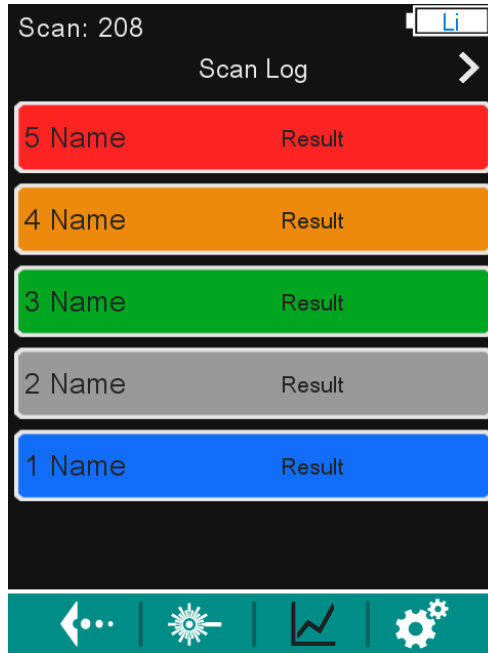 Scan: 208
Li
Scan Log
5 Name Result
4 Name Result
3 Name Result
2 Name Result
1 Name Result